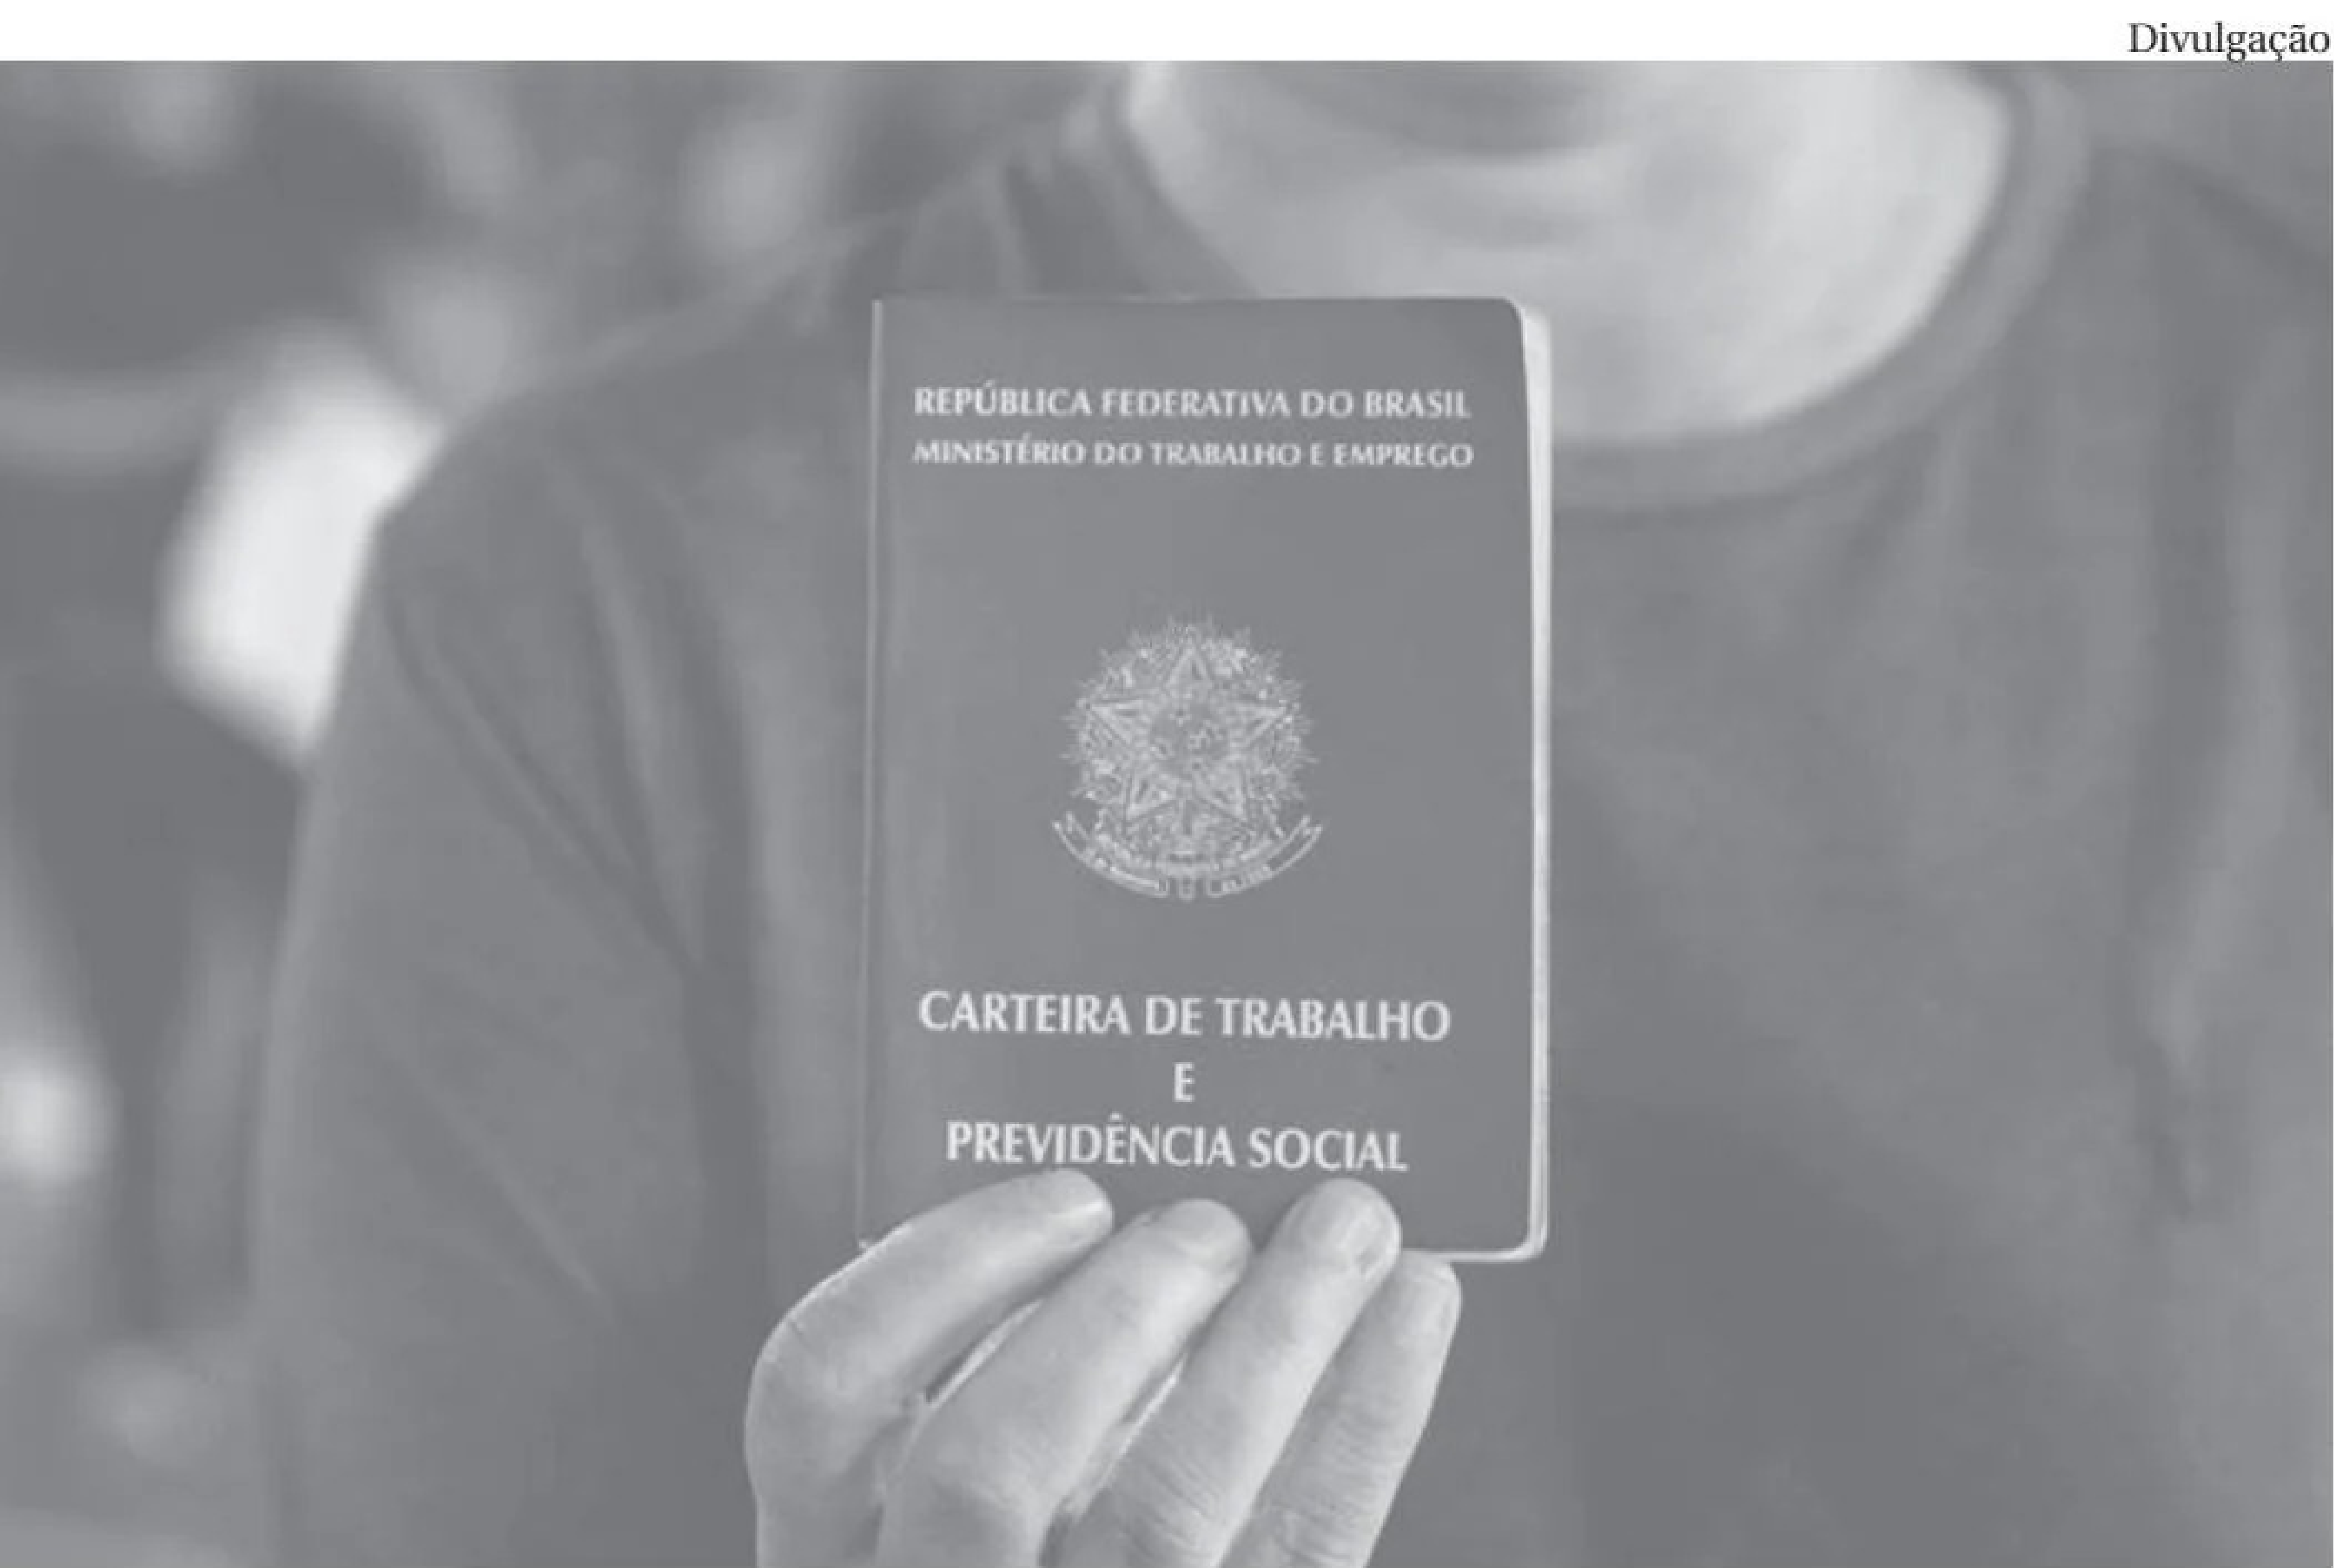 Divulgação
REPÚBLICA FEDERATIVA DO BRASIL
MINISTÉRIO DO TRABALHO E EMPREGO
CARTEIRA DE TRABALHO
E
PREVIDÊNCIA SOCIAL